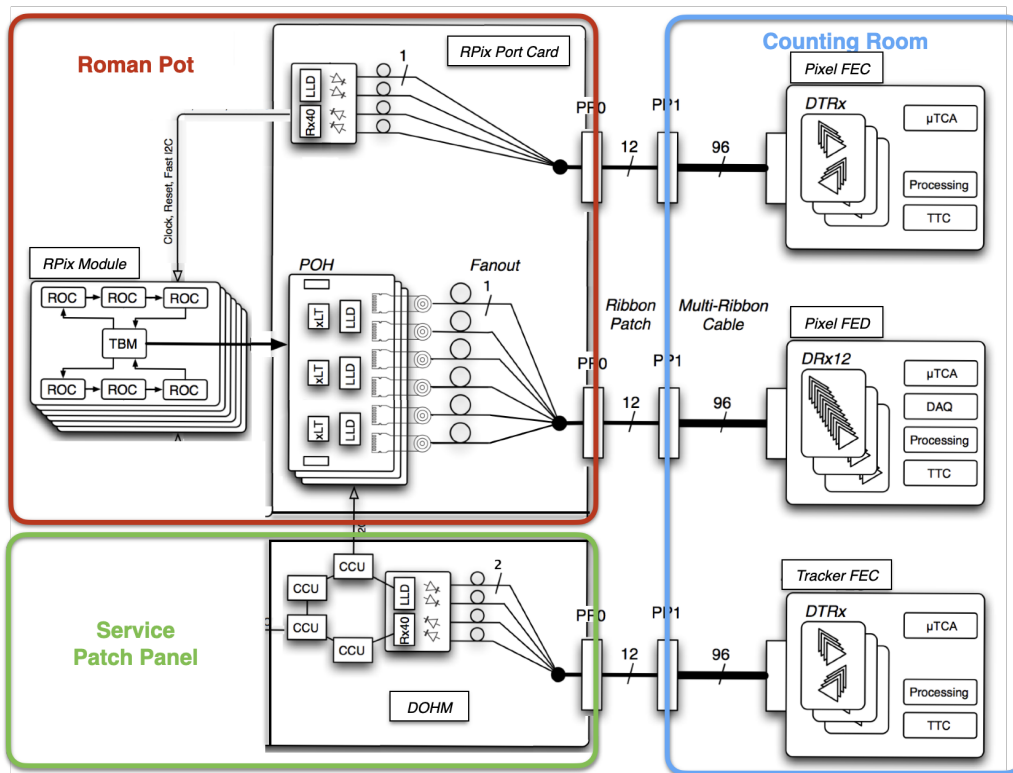 Roman Pot
RPix Port Card
Counting Room
Pixel FEC
LLD
Rx40
1
DTRx
µTCA
Processing
TTC
PP0
12
PP1
96
Clock, Reset, Fast I2C
RPix Module
ROC
ROC
ROC
TBM
ROC
ROC
ROC
POH
Fanout
1
xLT
LLD
xLT
LLD
xLT
LLD
Ribbon
Patch
Multi-Ribbon
Cable
PP0
12
PP1
96
Pixel FED
DRx12
µTCA
DAQ
Processing
TTC
Service
Patch Panel
CCU
CCU
CCU
CCU
LLD
Rx40
2
DOHM
PP0
12
PP1
96
Tracker FEC
DTRx
µTCA
Processing
TTC